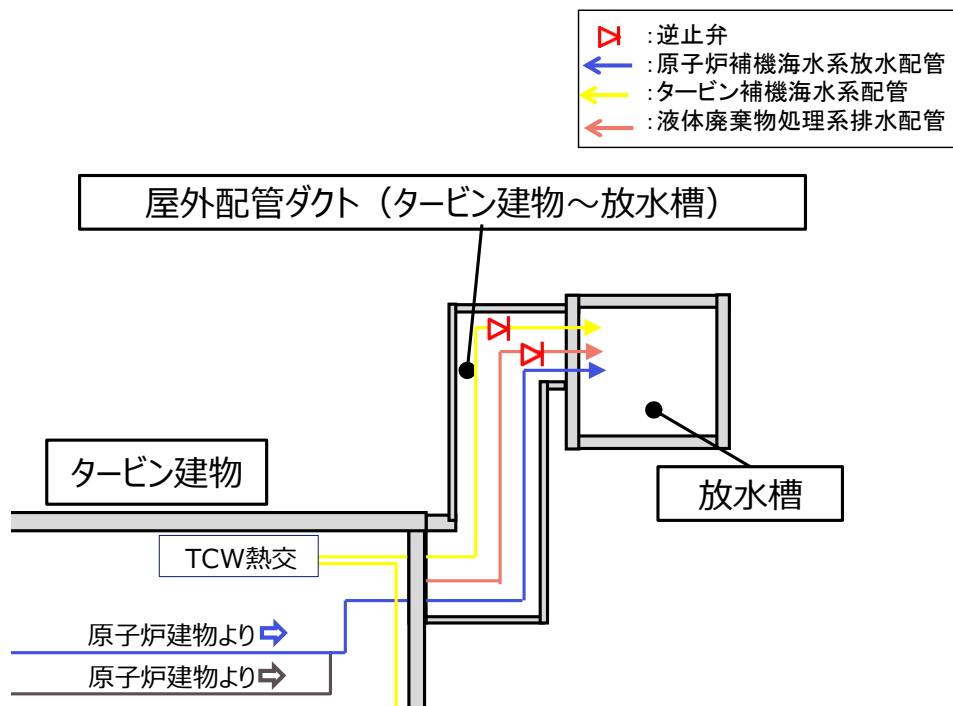 :逆止弁
:原子炉補機海水系放水配管
:タービン補機海水系配管
:液体廃棄物処理系排水配管
屋外配管ダクト（タービン建物～放水槽）
タービン建物
放水槽
TCW熱交
原子炉建物より
原子炉建物より